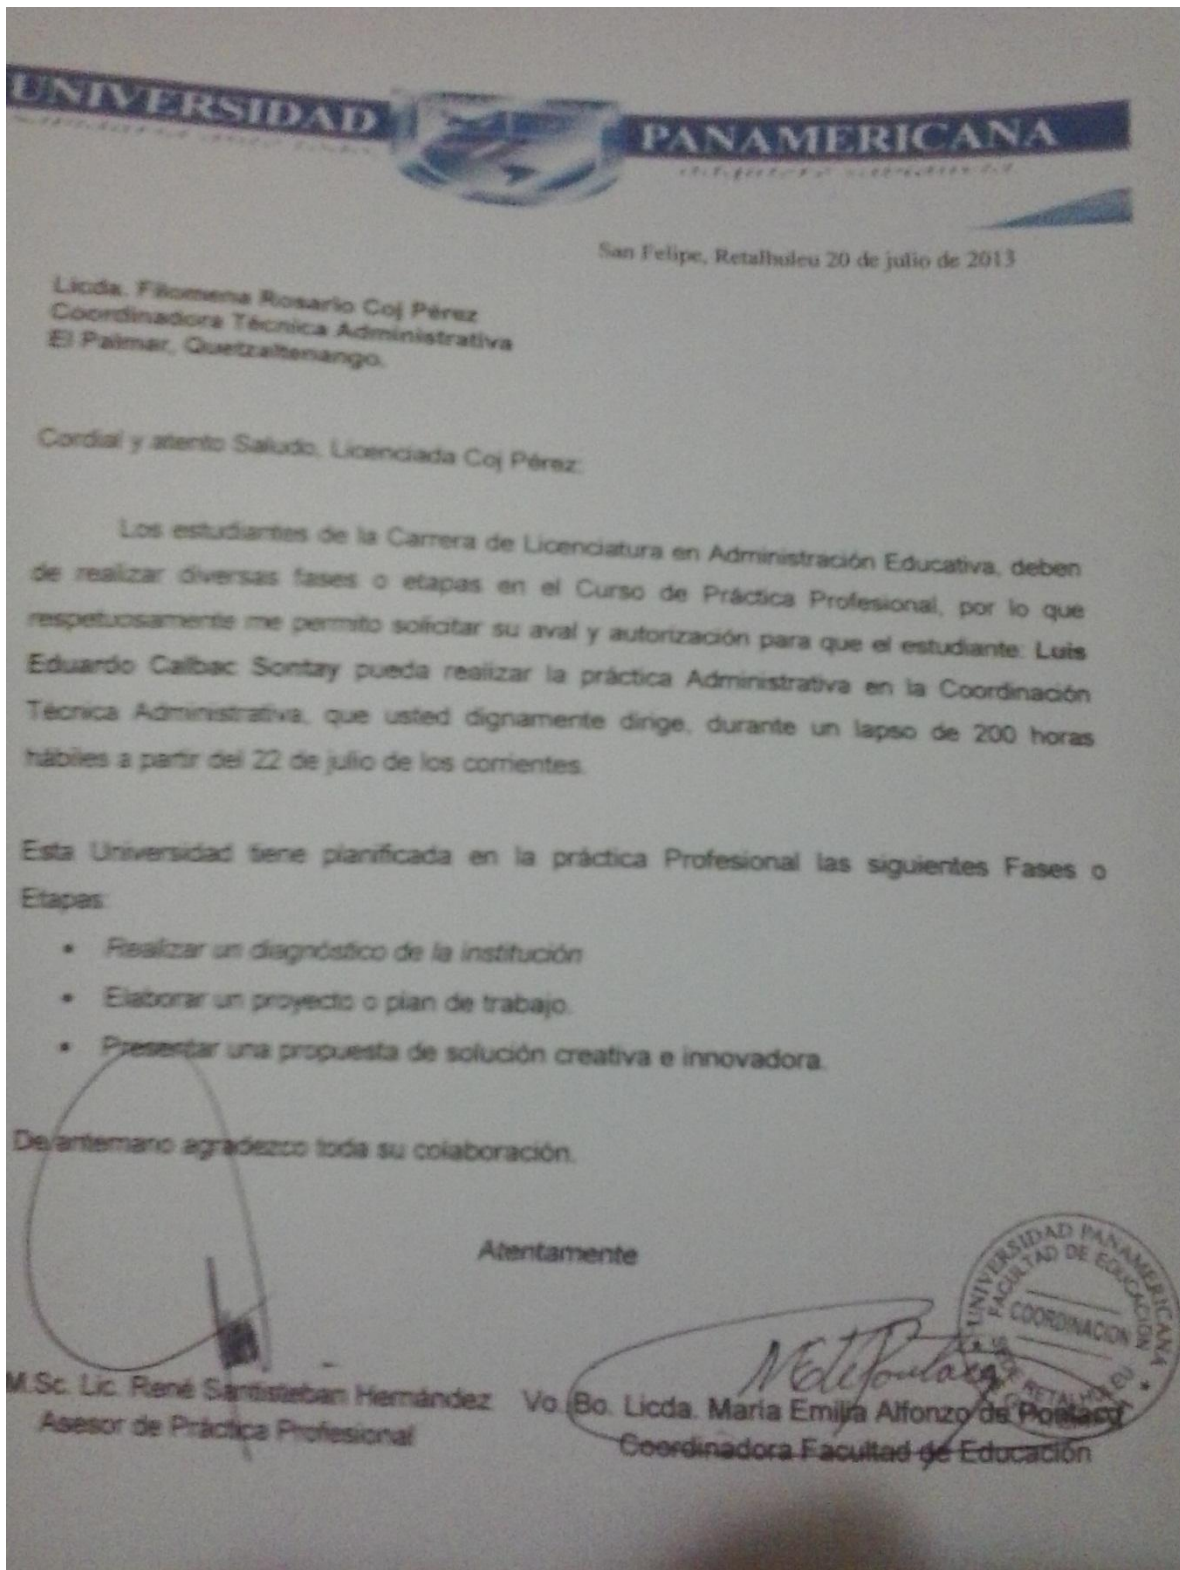 UNIVERSIDAD PANAMERICANA
San Felipe, Retalhuleu 20 de julio de 2013
Licda. Filomena Rosario Coj Pérez
Coordinadora Técnica Administrativa
El Palmar, Quetzaltenango.
Cordial y atento Saludo, Licenciada Coj Pérez:
Los estudiantes de la Carrera de Licenciatura en Administración Educativa, deben
de realizar diversas fases o etapas en el Curso de Práctica Profesional, por lo que
respetuosamente me permito solicitar su aval y autorización para que el estudiante: Luis
Eduardo Calbac Sontay pueda realizar la práctica Administrativa en la Coordinación
Técnica Administrativa, que usted dignamente dirige, durante un lapso de 200 horas
hábiles a partir del 22 de julio de los corrientes.
Esta Universidad tiene planificada en la práctica Profesional las siguientes Fases o
Etapas:
• Realizar un diagnóstico de la institución
• Elaborar un proyecto o plan de trabajo.
• Presentar una propuesta de solución creativa e innovadora.
De antemano agradezco toda su colaboración.
Atentamente
UNIVERSIDAD PANAMERICANA
FACULTAD DE EDUCACIÓN
COORDINACION
SEDE RETALHULEU
M.Sc. Lic. René Santisteban Hernández Vo. Bo. Licda. María Emilia Alfonzo de
Asesor de Práctica Profesional Coordinadora Facultad de Educación